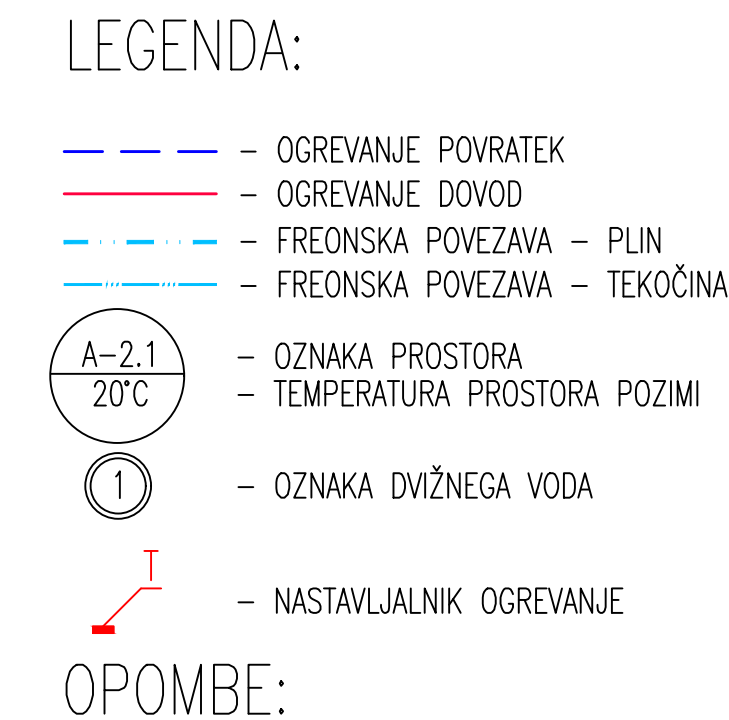 LEGENDA:
– OGREVANJE POVRATEK
– OGREVANJE DOVOD
– FREONSKA POVEZAVA – PLIN
– FREONSKA POVEZAVA – TEKOČINA
A–2.1 – OZNAKA PROSTORA
20°C – TEMPERATURA PROSTORA POZIMI
1 – OZNAKA DVIŽNEGA VODA
T – NASTAVLJALNIK OGREVANJE
OPOMBE: